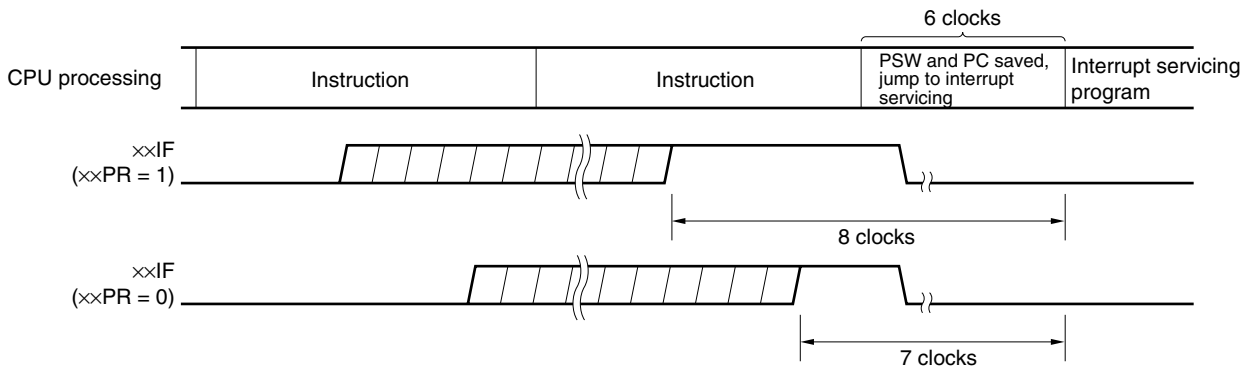 6 clocks
CPU processing
Instruction
Instruction
PSW and PC saved,
jump to interrupt
servicing
Interrupt servicing
program
××IF
(××PR = 1)
8 clocks
××IF
(××PR = 0)
7 clocks